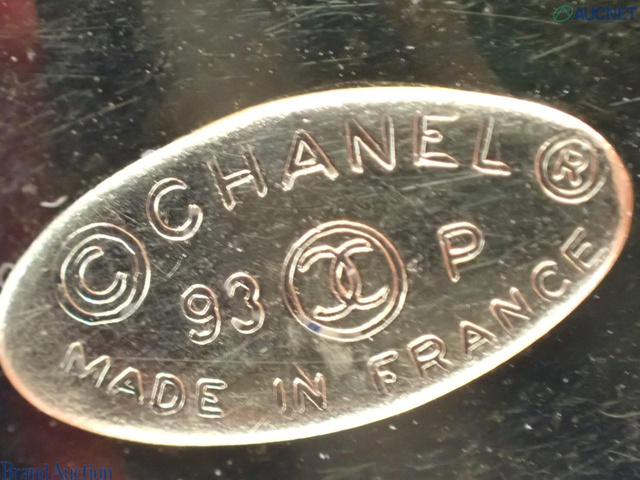 AUCNET
© CHANEL ®
93 P
MADE IN FRANCE
Brand Auction